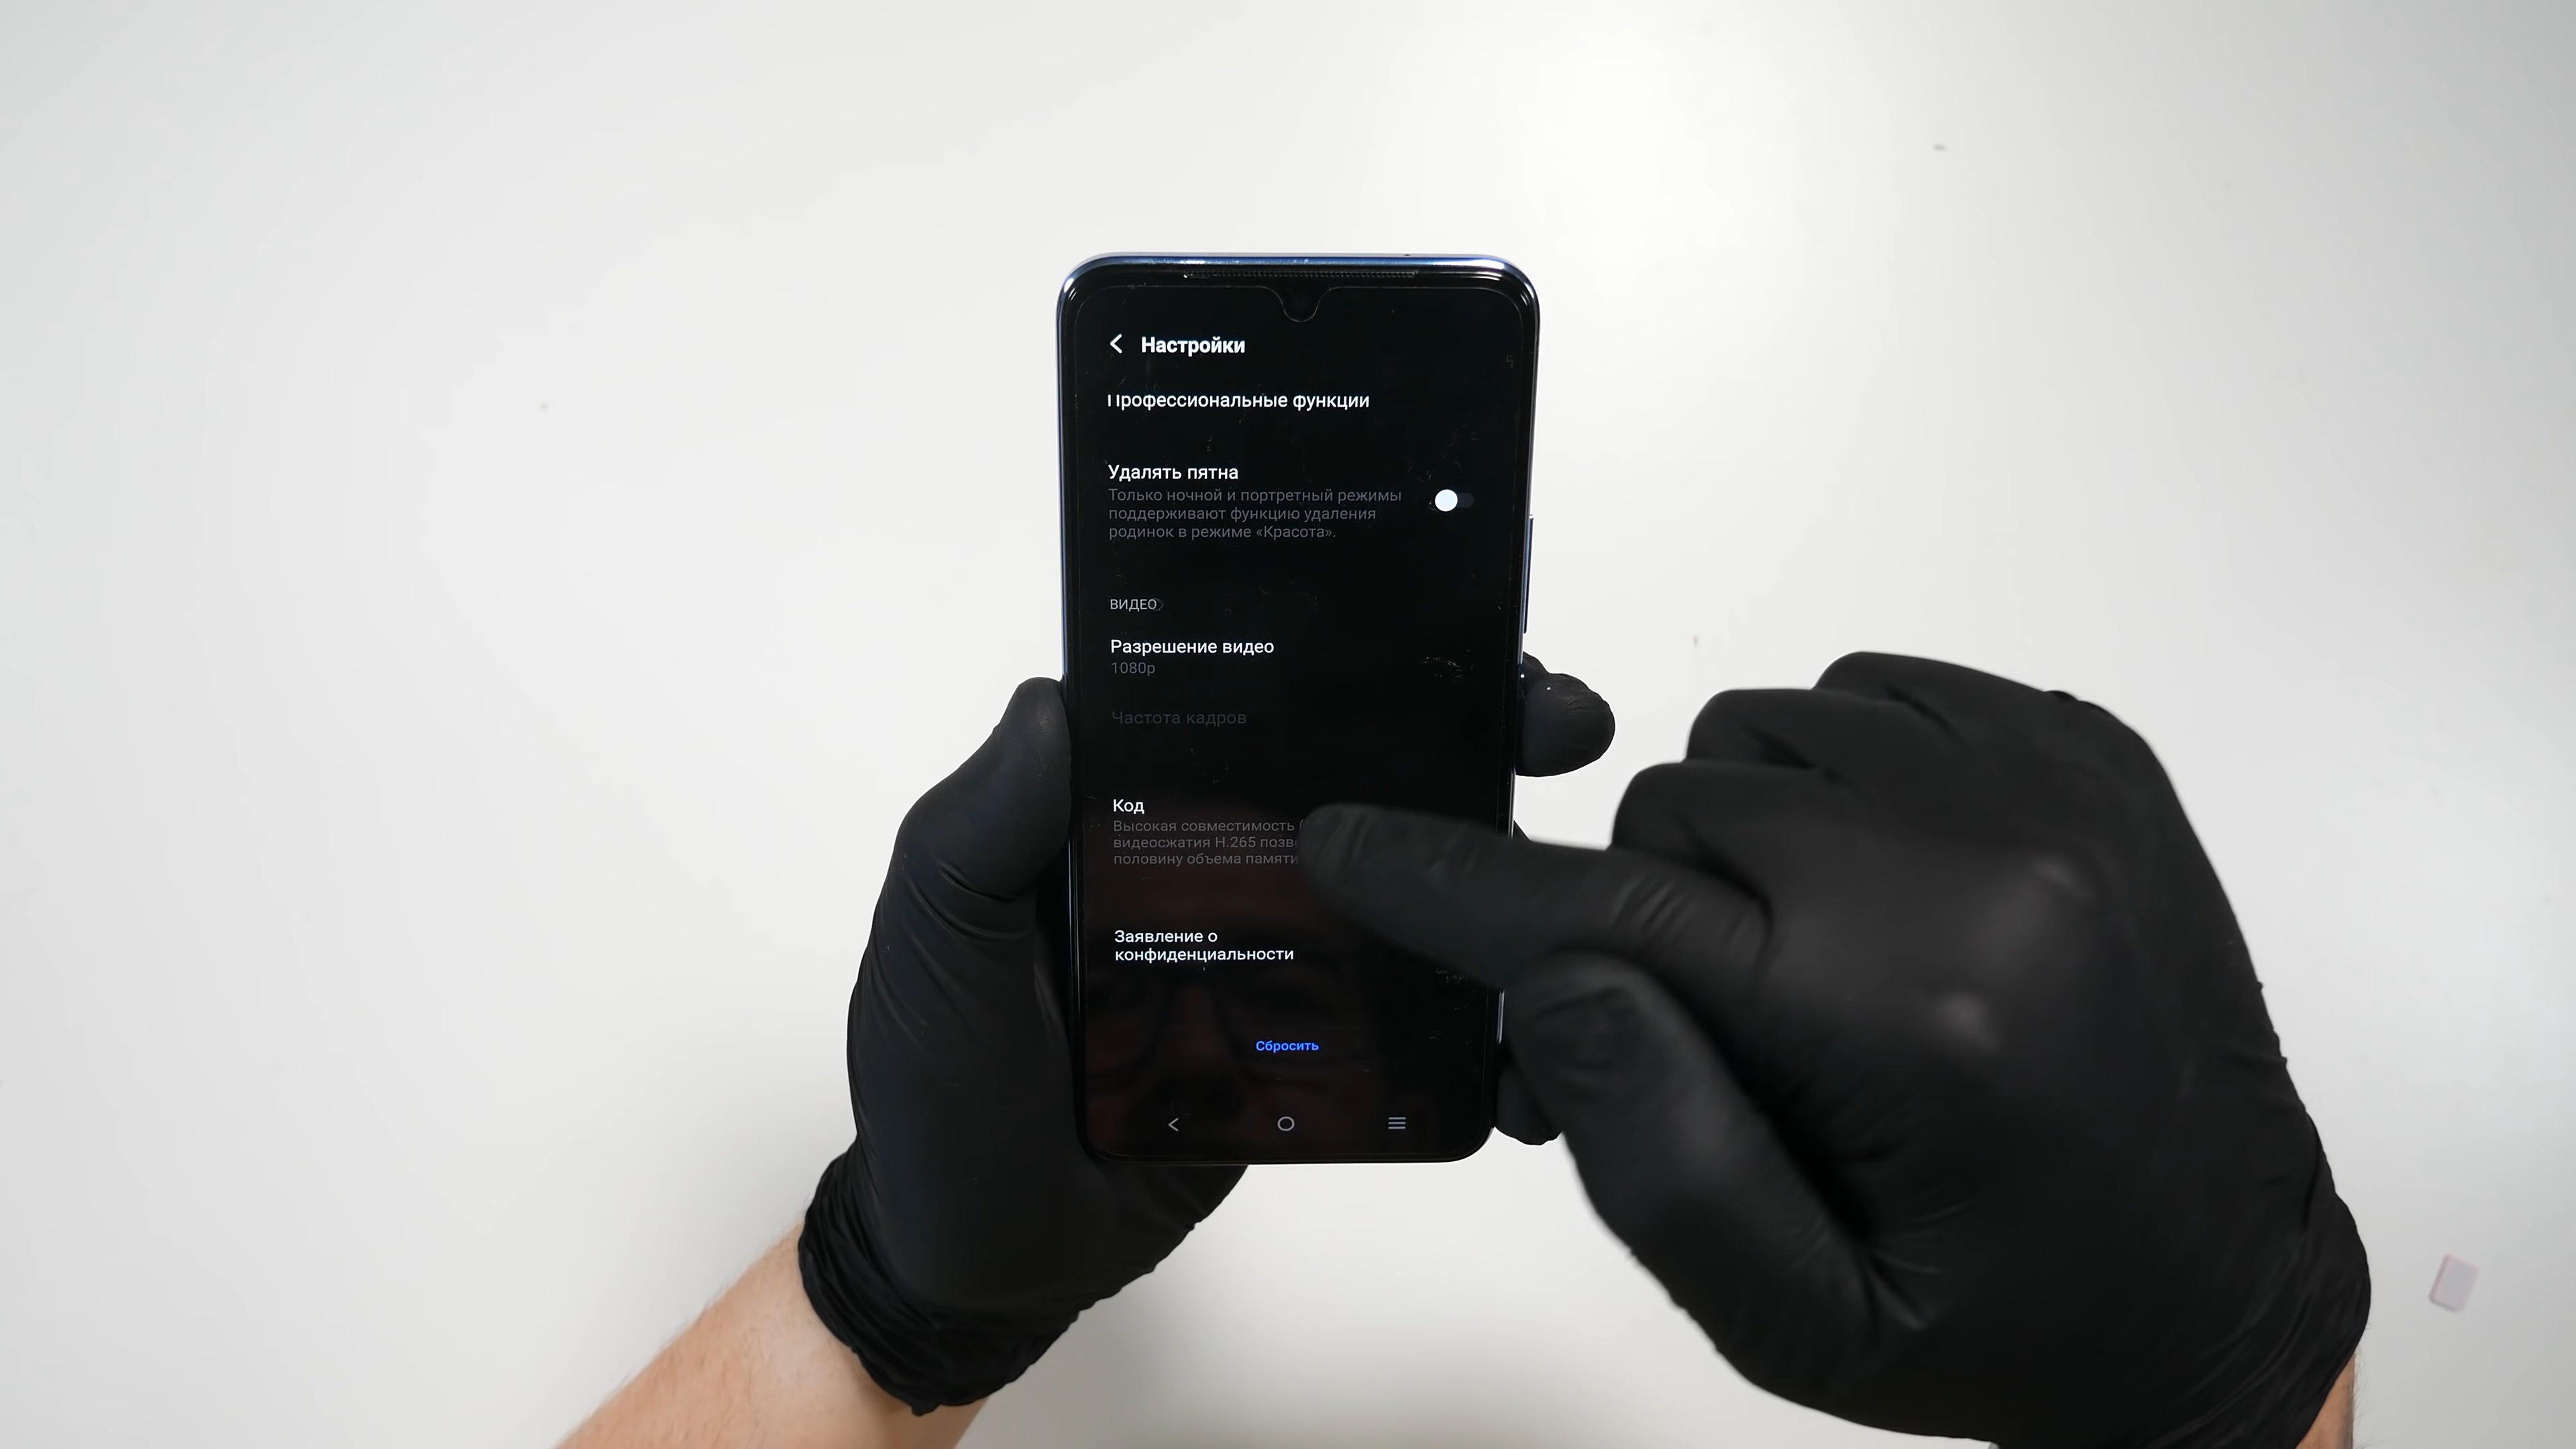 Настройки
Профессиональные функции
Удалять пятна
Только ночной и портретный режимы
поддерживают функцию удаления
родинок в режиме «Красота».
ВИДЕО
Разрешение видео
1080p
Частота кадров
Код
Высокая совместимость
видеосжатия H.265
половину объема памяти
Заявление о
конфиденциальности
Сбросить